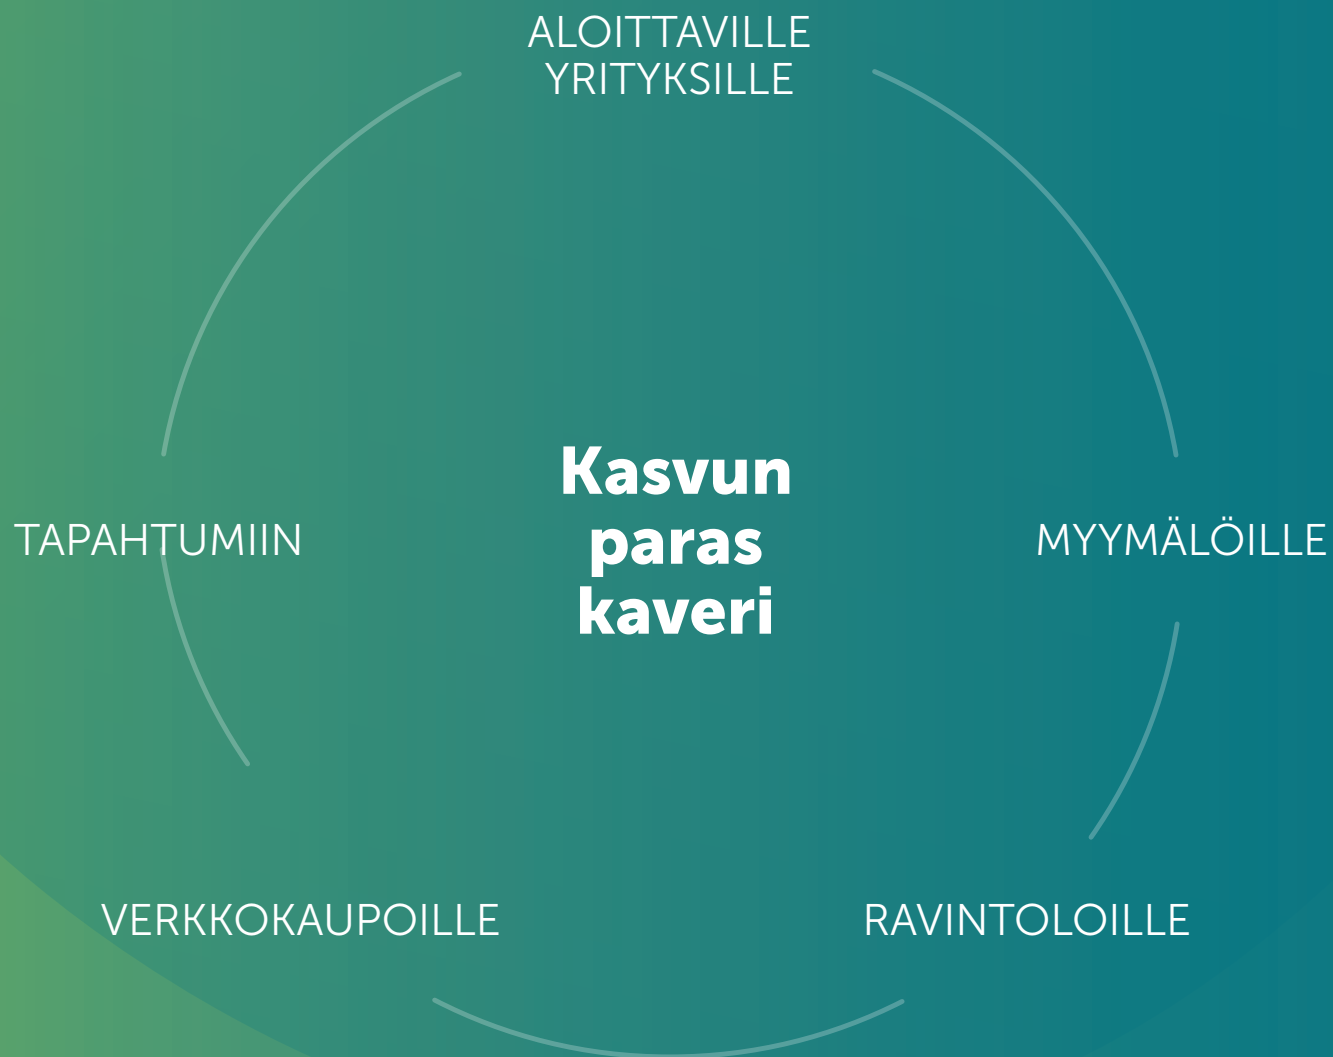 ALOITTAVILLE
YRITYKSILLE
Kasvun
paras
kaveri
TAPAHTUMIIN
MYYMÄLÖILLE
VERKKOKAUPOILLE
RAVINTOLOILLE